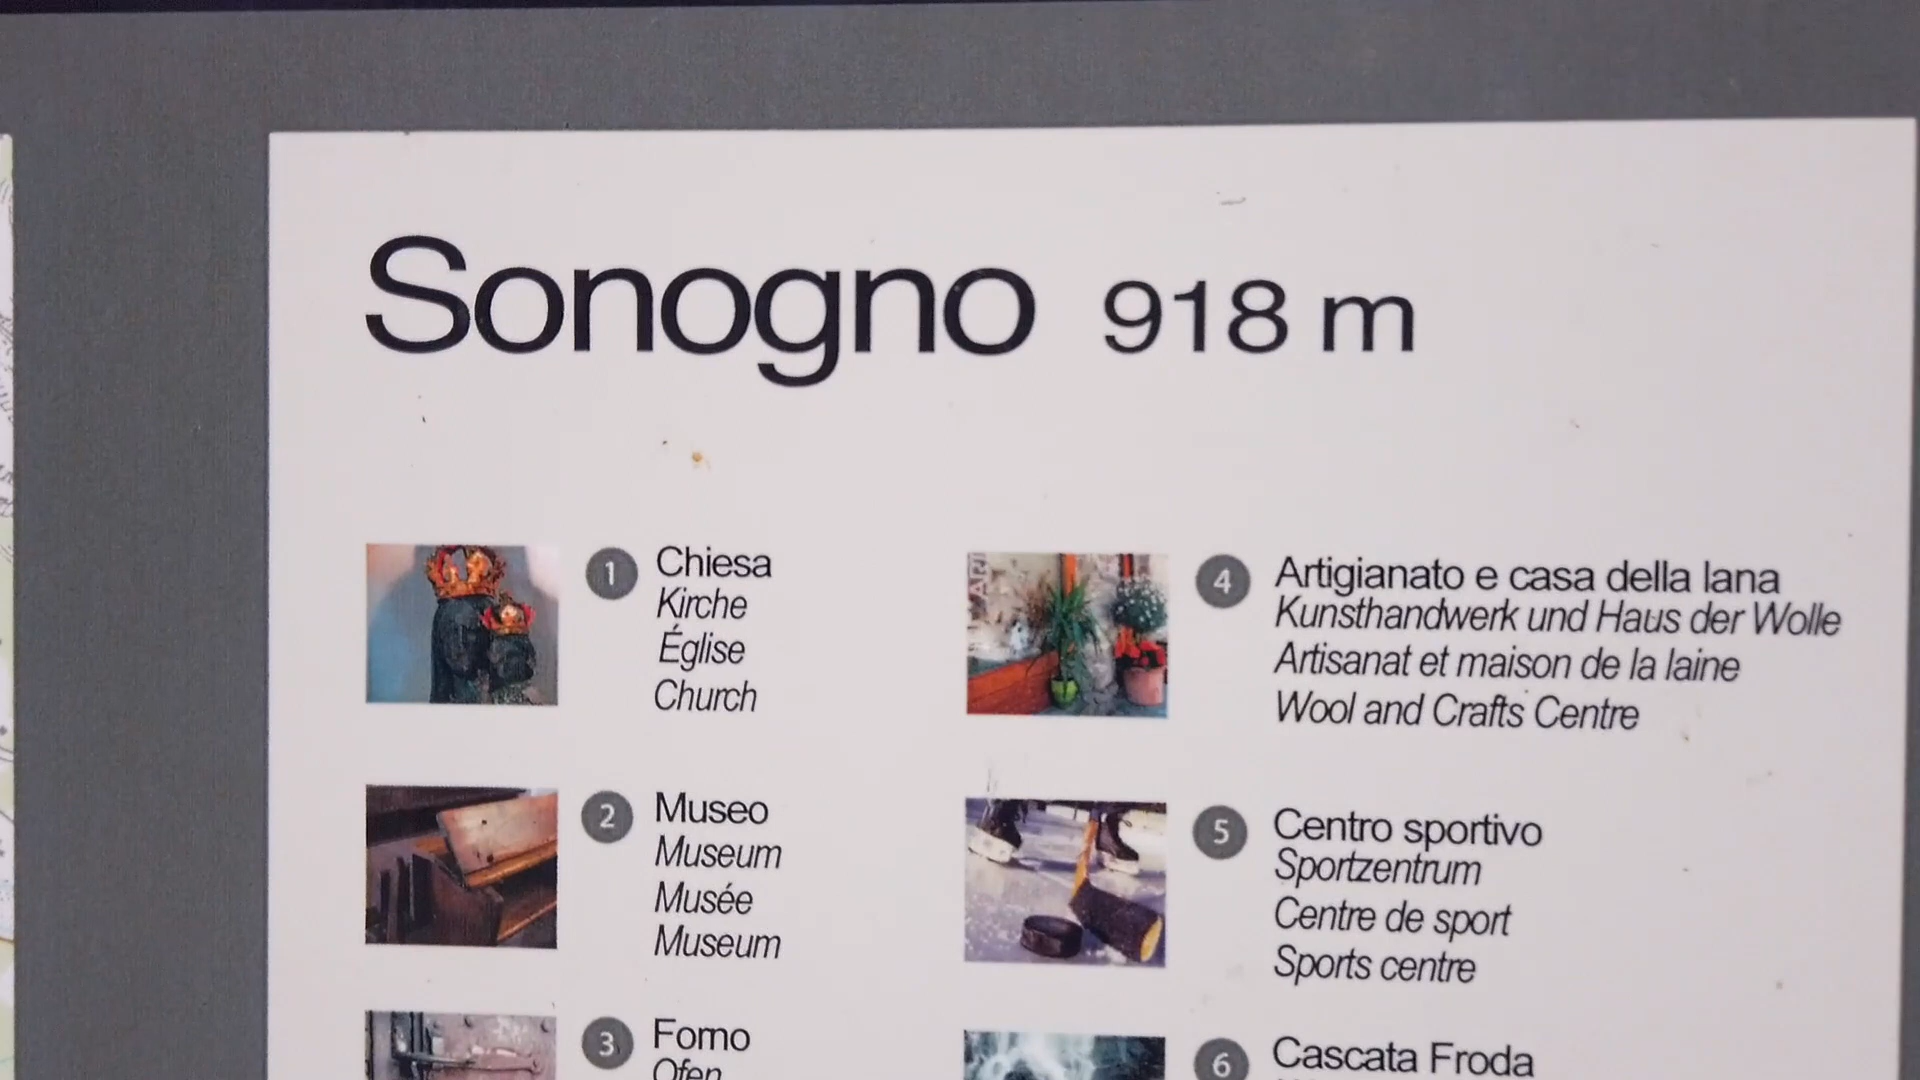 Sonogno 918 m
1 Chiesa
Kirche
Église
Church
2 Museo
Museum
Musée
Museum
3 Forno
Ofen
4 Artigianato e casa della lana
Kunsthandwerk und Haus der Wolle
Artisanat et maison de la laine
Wool and Crafts Centre
5 Centro sportivo
Sportzentrum
Centre de sport
Sports centre
6 Cascata Froda